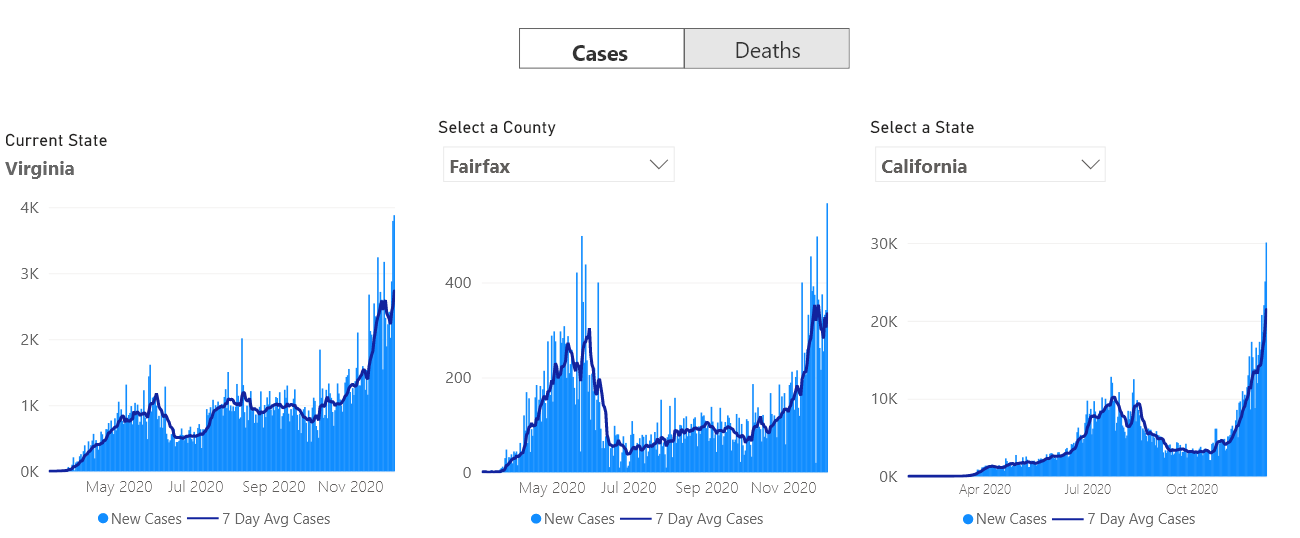 Cases
Deaths
Current State
Virginia
4K
3K
2K
1K
0K
May 2020
Jul 2020
Sep 2020
Nov 2020
New Cases
7 Day Avg Cases
Select a County
Fairfax
400
200
0
May 2020
Jul 2020
Sep 2020
Nov 2020
New Cases
7 Day Avg Cases
Select a State
California
30K
20K
10K
0K
Apr 2020
Jul 2020
Oct 2020
New Cases
7 Day Avg Cases